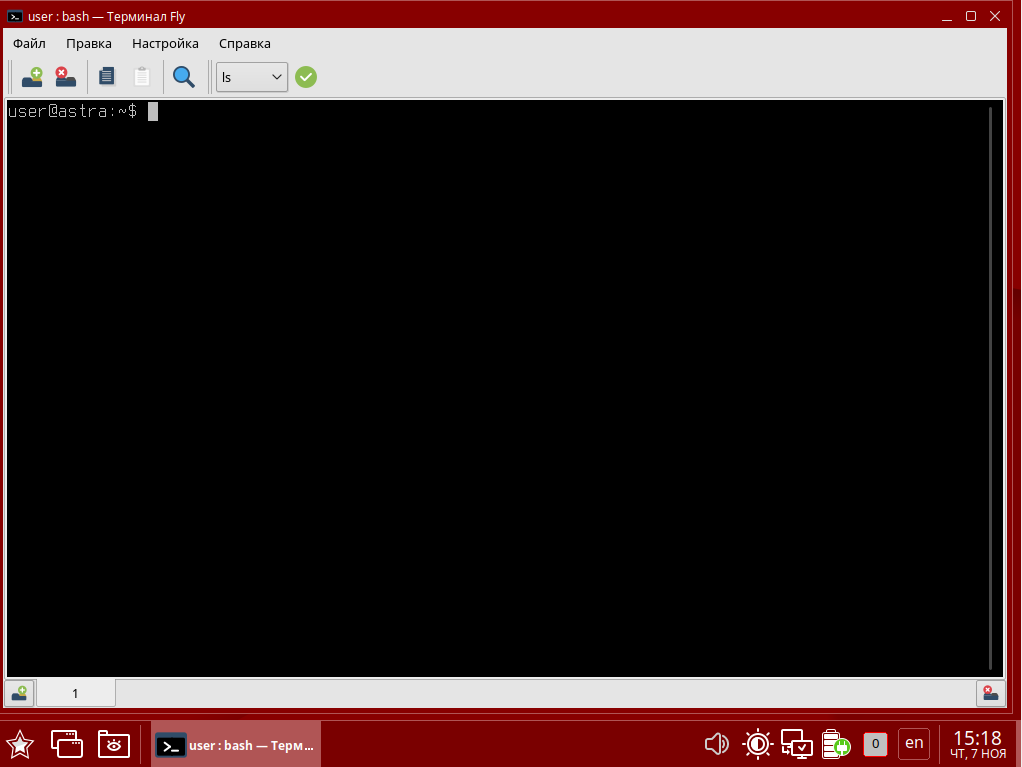 user : bash — Терминал Fly
Файл Правка Настройка Справка
ls
user@astra:~$
1
user : bash — Терм...
0
en
15:18
ЧТ, 7 НОЯ